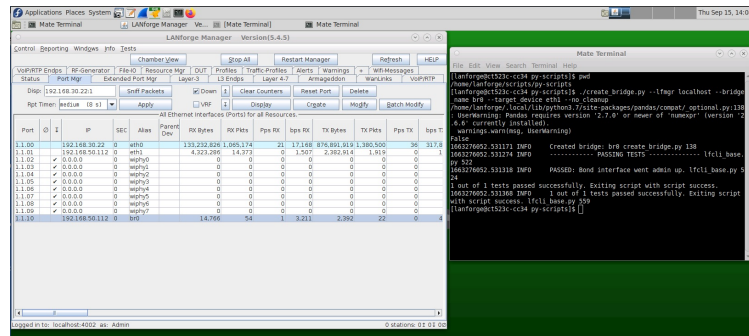 Applications Places System Thu Sep 15, 14:0
Mate Terminal LANforge Manager Ve... [Mate Terminal] Mate Terminal
LANforge Manager Version(5.4.5)
Control Reporting Windows Info Tests
Chamber View Stop All Restart Manager Refresh HELP
VoIP/RTP Endps RF-Generator File-IO Resource Mgr DUT Profiles Traffic-Profiles Alerts Warnings + Wifi-Messages
Status Port Mgr Extended Port Mgr Layer-3 L3 Endps Layer 4-7 Armageddon WanLinks VoIP/RTP
Disp: 192.168.30.22:1 Sniff Packets Down Clear Counters Reset Port Delete
Rpt Timer: medium (8 s) Apply VRF Display Create Modify Batch Modify
All Ethernet Interfaces (Ports) for all Resources.
Port IP SEC Alias Parent Dev RX Bytes RX Pkts Pps RX bps RX TX Bytes TX Pkts Pps TX bps T
1.1.00 192.168.30.22 0 eth0 133,232,826 1,065,174 21 17,168 876,891,919 1,380,500 36 317,8
1.1.01 192.168.50.112 0 eth1 4,323,286 14,373 0 1,507 2,382,914 1,919 0
1.1.02 0.0.0.0 0 wiphy0 0 0 0 0 0 0 0
1.1.03 0.0.0.0 0 wiphy1 0 0 0 0 0 0 0
1.1.04 0.0.0.0 0 wiphy2 0 0 0 0 0 0 0
1.1.05 0.0.0.0 0 wiphy3 0 0 0 0 0 0 0
1.1.06 0.0.0.0 0 wiphy4 0 0 0 0 0 0 0
1.1.07 0.0.0.0 0 wiphy5 0 0 0 0 0 0 0
1.1.08 0.0.0.0 0 wiphy6 0 0 0 0 0 0 0
1.1.09 0.0.0.0 0 wiphy7 0 0 0 0 0 0 0
1.1.10 192.168.50.112 0 br0 14,766 54 1 3,211 2,392 22 0 4
Logged in to: localhost:4002 as: Admin 0 stations: 0
Mate Terminal
File Edit View Search Terminal Help
[lanforge@ct523c-cc34 py-scripts]$ pwd
/home/lanforge/scripts/py-scripts
[lanforge@ct523c-cc34 py-scripts]$ ./create_bridge.py --lfmgr localhost --bridge
_name br0 --target_device eth1 --no_cleanup
/home/lanforge/.local/lib/python3.7/site-packages/pandas/compat/_optional.py:138
: UserWarning: Pandas requires version '2.7.0' or newer of 'numexpr' (version '2
.6.6' currently installed).
warnings.warn(msg, UserWarning)
False
1663276052.531171 INFO Created bridge: br0 create_bridge.py 138
1663276052.531274 INFO ------------ PASSING TESTS ------------- lfcli_base.
py 522
1663276052.531318 INFO PASSED: Bond interface went admin up. lfcli_base.py 5
24
1 out of 1 tests passed successfully. Exiting script with script success.
1663276052.531368 INFO 1 out of 1 tests passed successfully. Exiting script
with script success. lfcli_base.py 559
[lanforge@ct523c-cc34 py-scripts]$